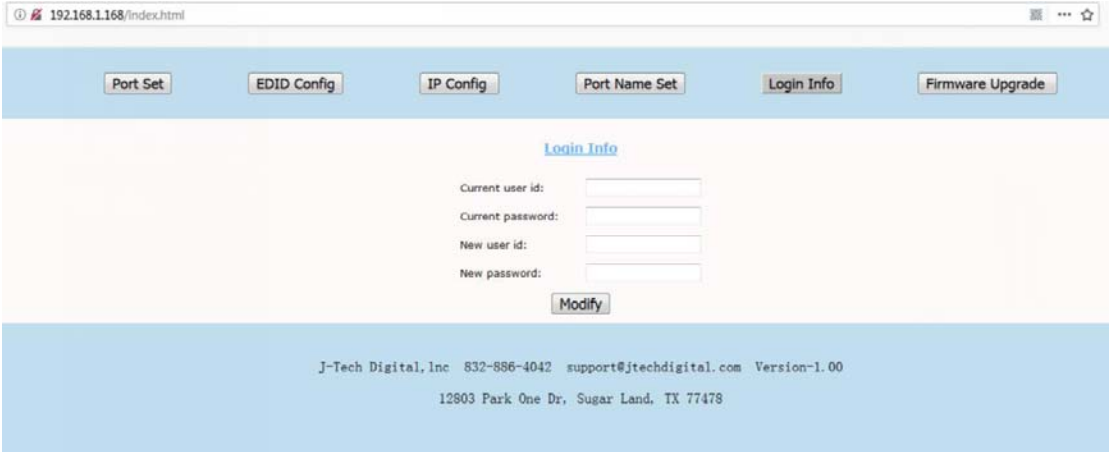 192.168.1.168/index.html
Port Set EDID Config IP Config Port Name Set Login Info Firmware Upgrade
Login Info
Current user id:
Current password:
New user id:
New password:
Modify
J-Tech Digital,Inc 832-886-4042 support@jtechdigital.com Version-1.00
12803 Park One Dr, Sugar Land, TX 77478